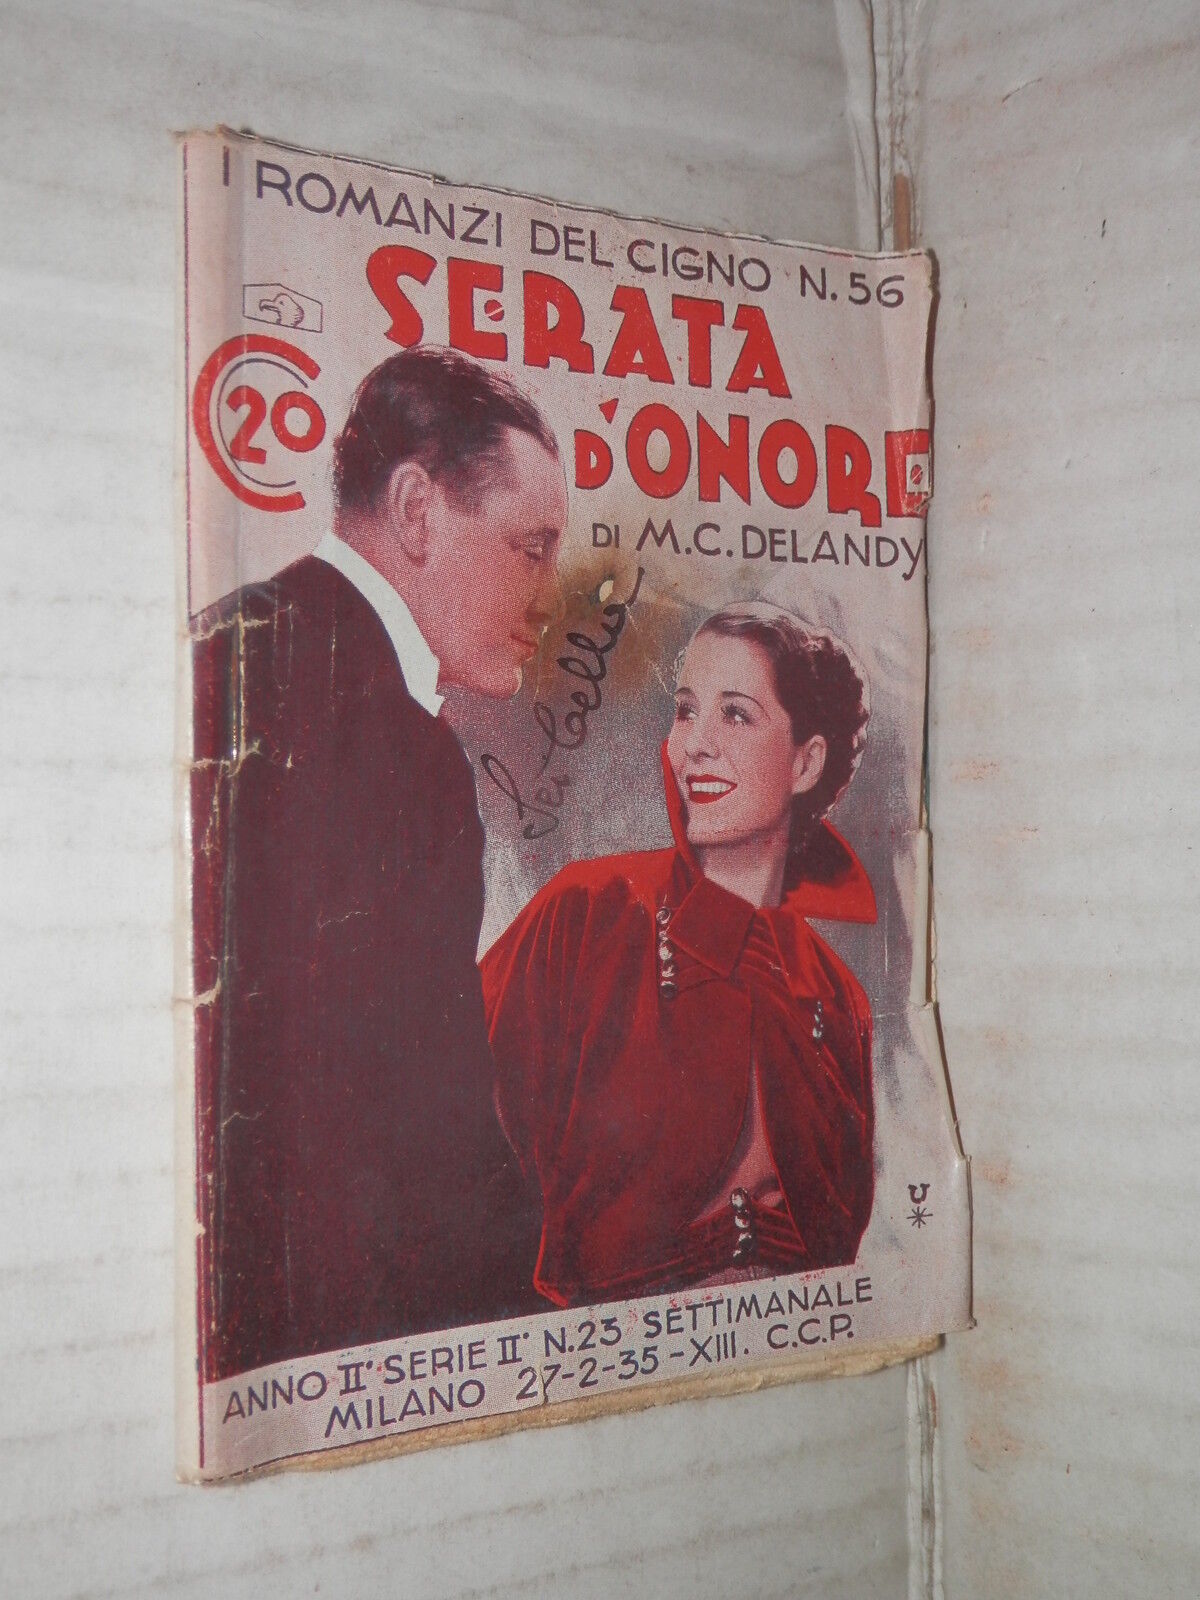 I ROMANZI DEL CIGNO N. 56
SERATA
D'ONORE
C 20
DI M.C. DELANDY
U
ANNO II° SERIE II° N.23 SETTIMANALE
MILANO 27-2-35-XIII. C.C.P.